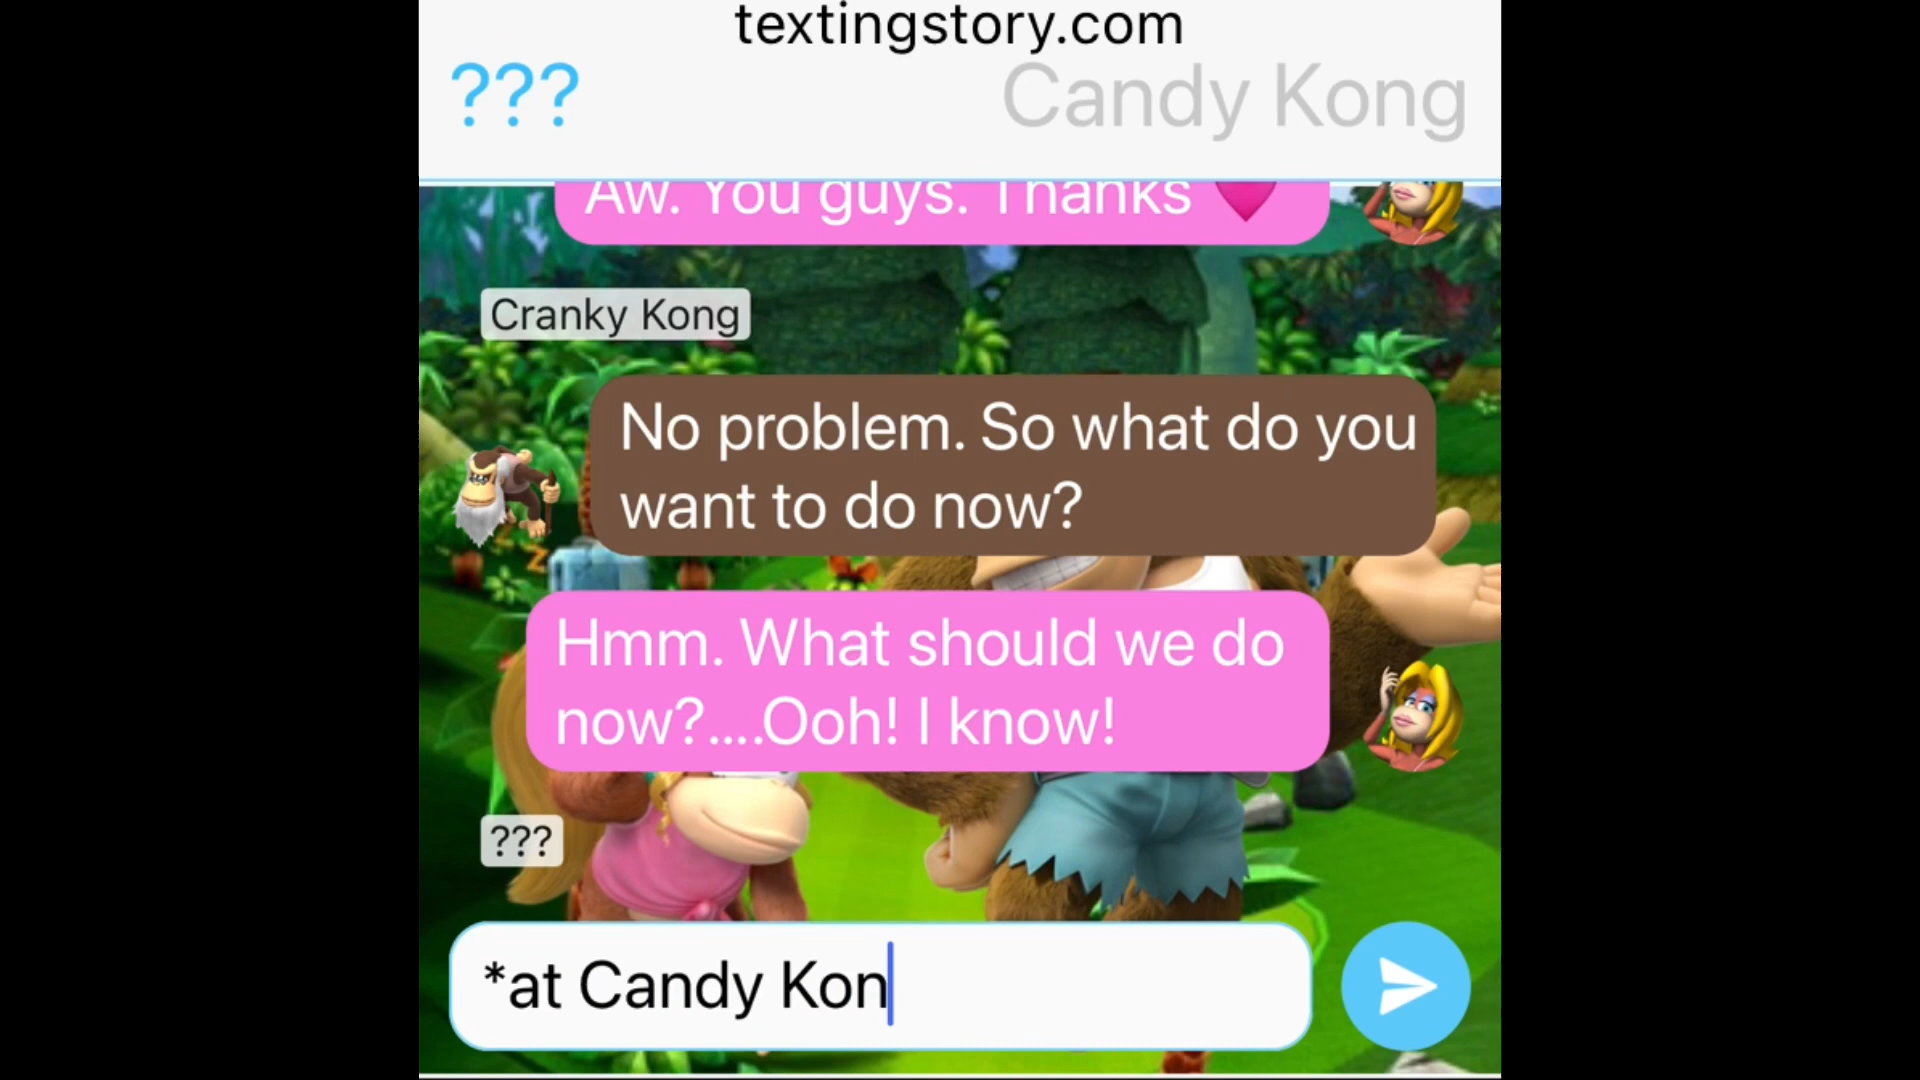 textingstory.com
???
Candy Kong
Aw. You guys. Thanks
Cranky Kong
No problem. So what do you
want to do now?
Hmm. What should we do
now?....Ooh! I know!
???
*at Candy Kon